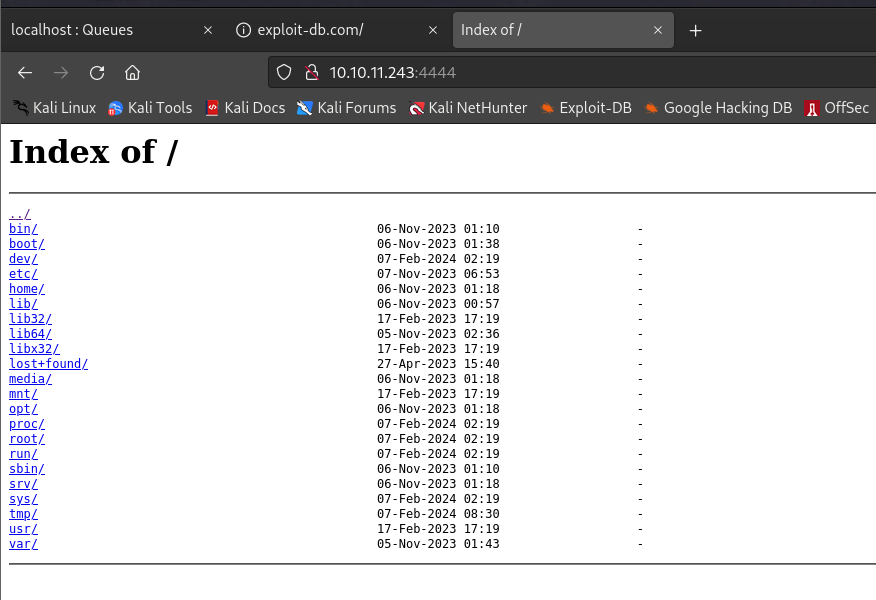 localhost : Queues × exploit-db.com/ × Index of / × +
10.10.11.243:4444
Kali Linux Kali Tools Kali Docs Kali Forums Kali NetHunter Exploit-DB Google Hacking DB OffSec
Index of /
../
bin/ 06-Nov-2023 01:10 -
boot/ 06-Nov-2023 01:38 -
dev/ 07-Feb-2024 02:19 -
etc/ 07-Nov-2023 06:53 -
home/ 06-Nov-2023 01:18 -
lib/ 06-Nov-2023 00:57 -
lib32/ 17-Feb-2023 17:19 -
lib64/ 05-Nov-2023 02:36 -
libx32/ 17-Feb-2023 17:19 -
lost+found/ 27-Apr-2023 15:40 -
media/ 06-Nov-2023 01:18 -
mnt/ 17-Feb-2023 17:19 -
opt/ 06-Nov-2023 01:18 -
proc/ 07-Feb-2024 02:19 -
root/ 07-Feb-2024 02:19 -
run/ 07-Feb-2024 02:19 -
sbin/ 06-Nov-2023 01:10 -
srv/ 06-Nov-2023 01:18 -
sys/ 07-Feb-2024 02:19 -
tmp/ 07-Feb-2024 08:30 -
usr/ 17-Feb-2023 17:19 -
var/ 05-Nov-2023 01:43 -